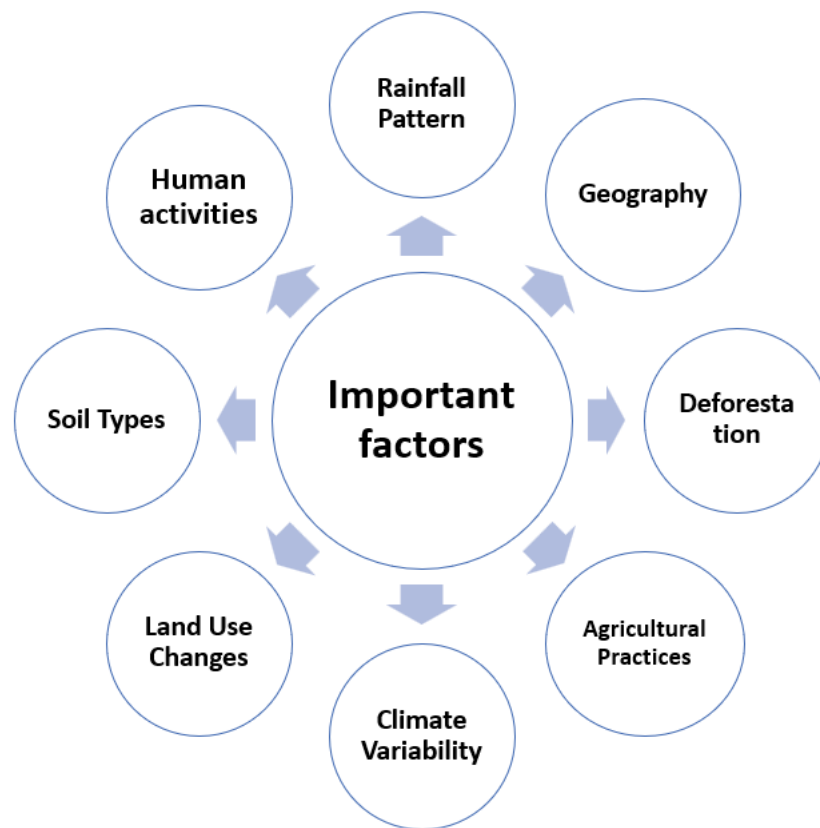 Rainfall
Pattern
Human
activities
Geography
Important
factors
Soil Types
Deforesta
tion
Land Use
Changes
Agricultural
Practices
Climate
Variability